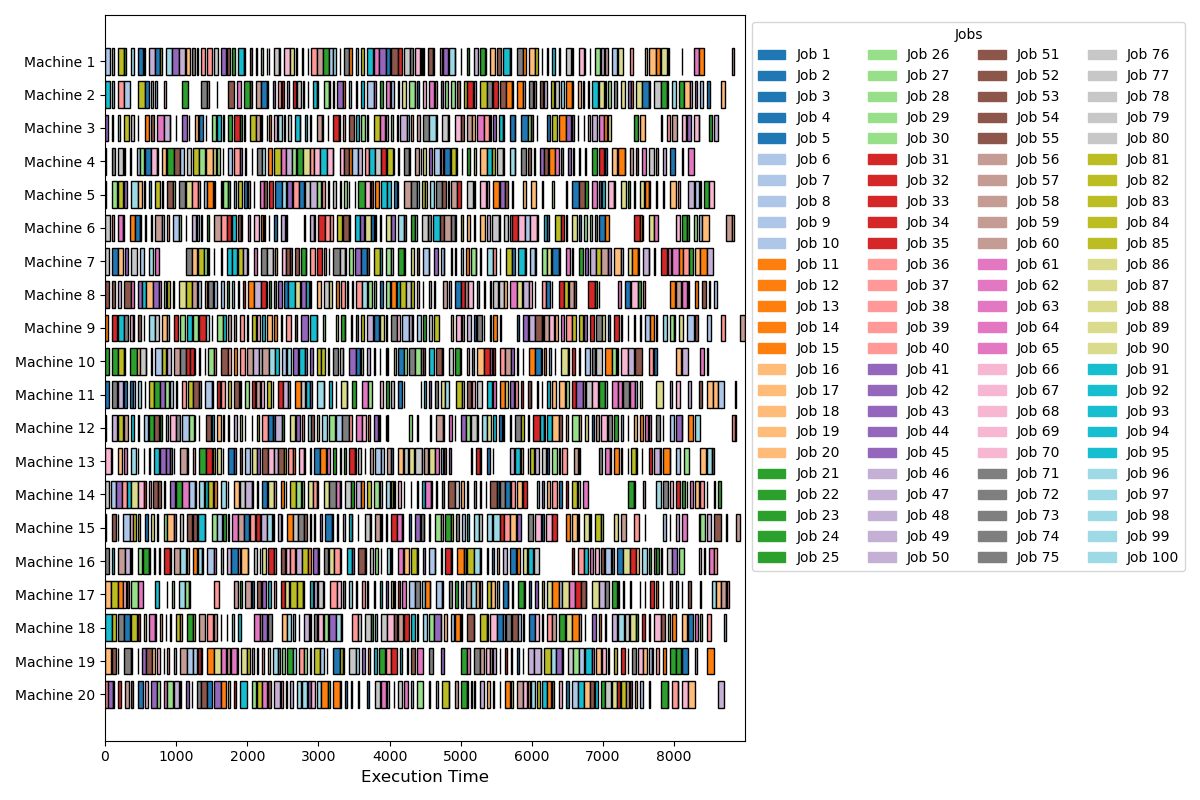 Machine 1
Machine 2
Machine 3
Machine 4
Machine 5
Machine 6
Machine 7
Machine 8
Machine 9
Machine 10
Machine 11
Machine 12
Machine 13
Machine 14
Machine 15
Machine 16
Machine 17
Machine 18
Machine 19
Machine 20
0 1000 2000 3000 4000 5000 6000 7000 8000
Execution Time
Jobs
Job 1 Job 26 Job 51 Job 76
Job 2 Job 27 Job 52 Job 77
Job 3 Job 28 Job 53 Job 78
Job 4 Job 29 Job 54 Job 79
Job 5 Job 30 Job 55 Job 80
Job 6 Job 31 Job 56 Job 81
Job 7 Job 32 Job 57 Job 82
Job 8 Job 33 Job 58 Job 83
Job 9 Job 34 Job 59 Job 84
Job 10 Job 35 Job 60 Job 85
Job 11 Job 36 Job 61 Job 86
Job 12 Job 37 Job 62 Job 87
Job 13 Job 38 Job 63 Job 88
Job 14 Job 39 Job 64 Job 89
Job 15 Job 40 Job 65 Job 90
Job 16 Job 41 Job 66 Job 91
Job 17 Job 42 Job 67 Job 92
Job 18 Job 43 Job 68 Job 93
Job 19 Job 44 Job 69 Job 94
Job 20 Job 45 Job 70 Job 95
Job 21 Job 46 Job 71 Job 96
Job 22 Job 47 Job 72 Job 97
Job 23 Job 48 Job 73 Job 98
Job 24 Job 49 Job 74 Job 99
Job 25 Job 50 Job 75 Job 100